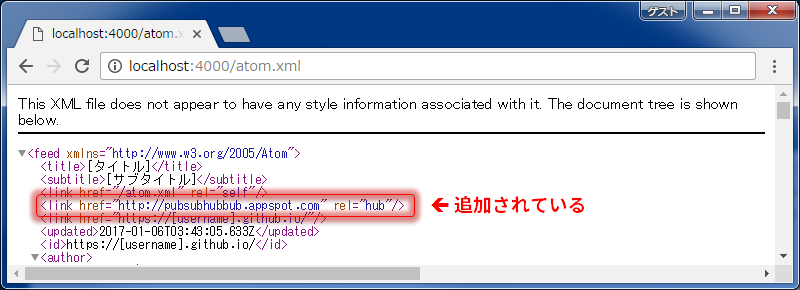 ゲスト
localhost:4000/atom.xml
localhost:4000/atom.xml
This XML file does not appear to have any style information associated with it. The document tree is shown
below.
▼<feed xmlns="http://www.w3.org/2005/Atom">
<title>[タイトル]</title>
<subtitle>[サブタイトル]</subtitle>
<link href="/atom.xml" rel="self"/>
<link href="http://pubsubhubbub.appspot.com" rel="hub"/>
← 追加されている
<link href="https://[username].github.io/"/>
<updated>2017-01-06T03:43:05.633Z</updated>
<id>https://[username].github.io/</id>
▼<author>